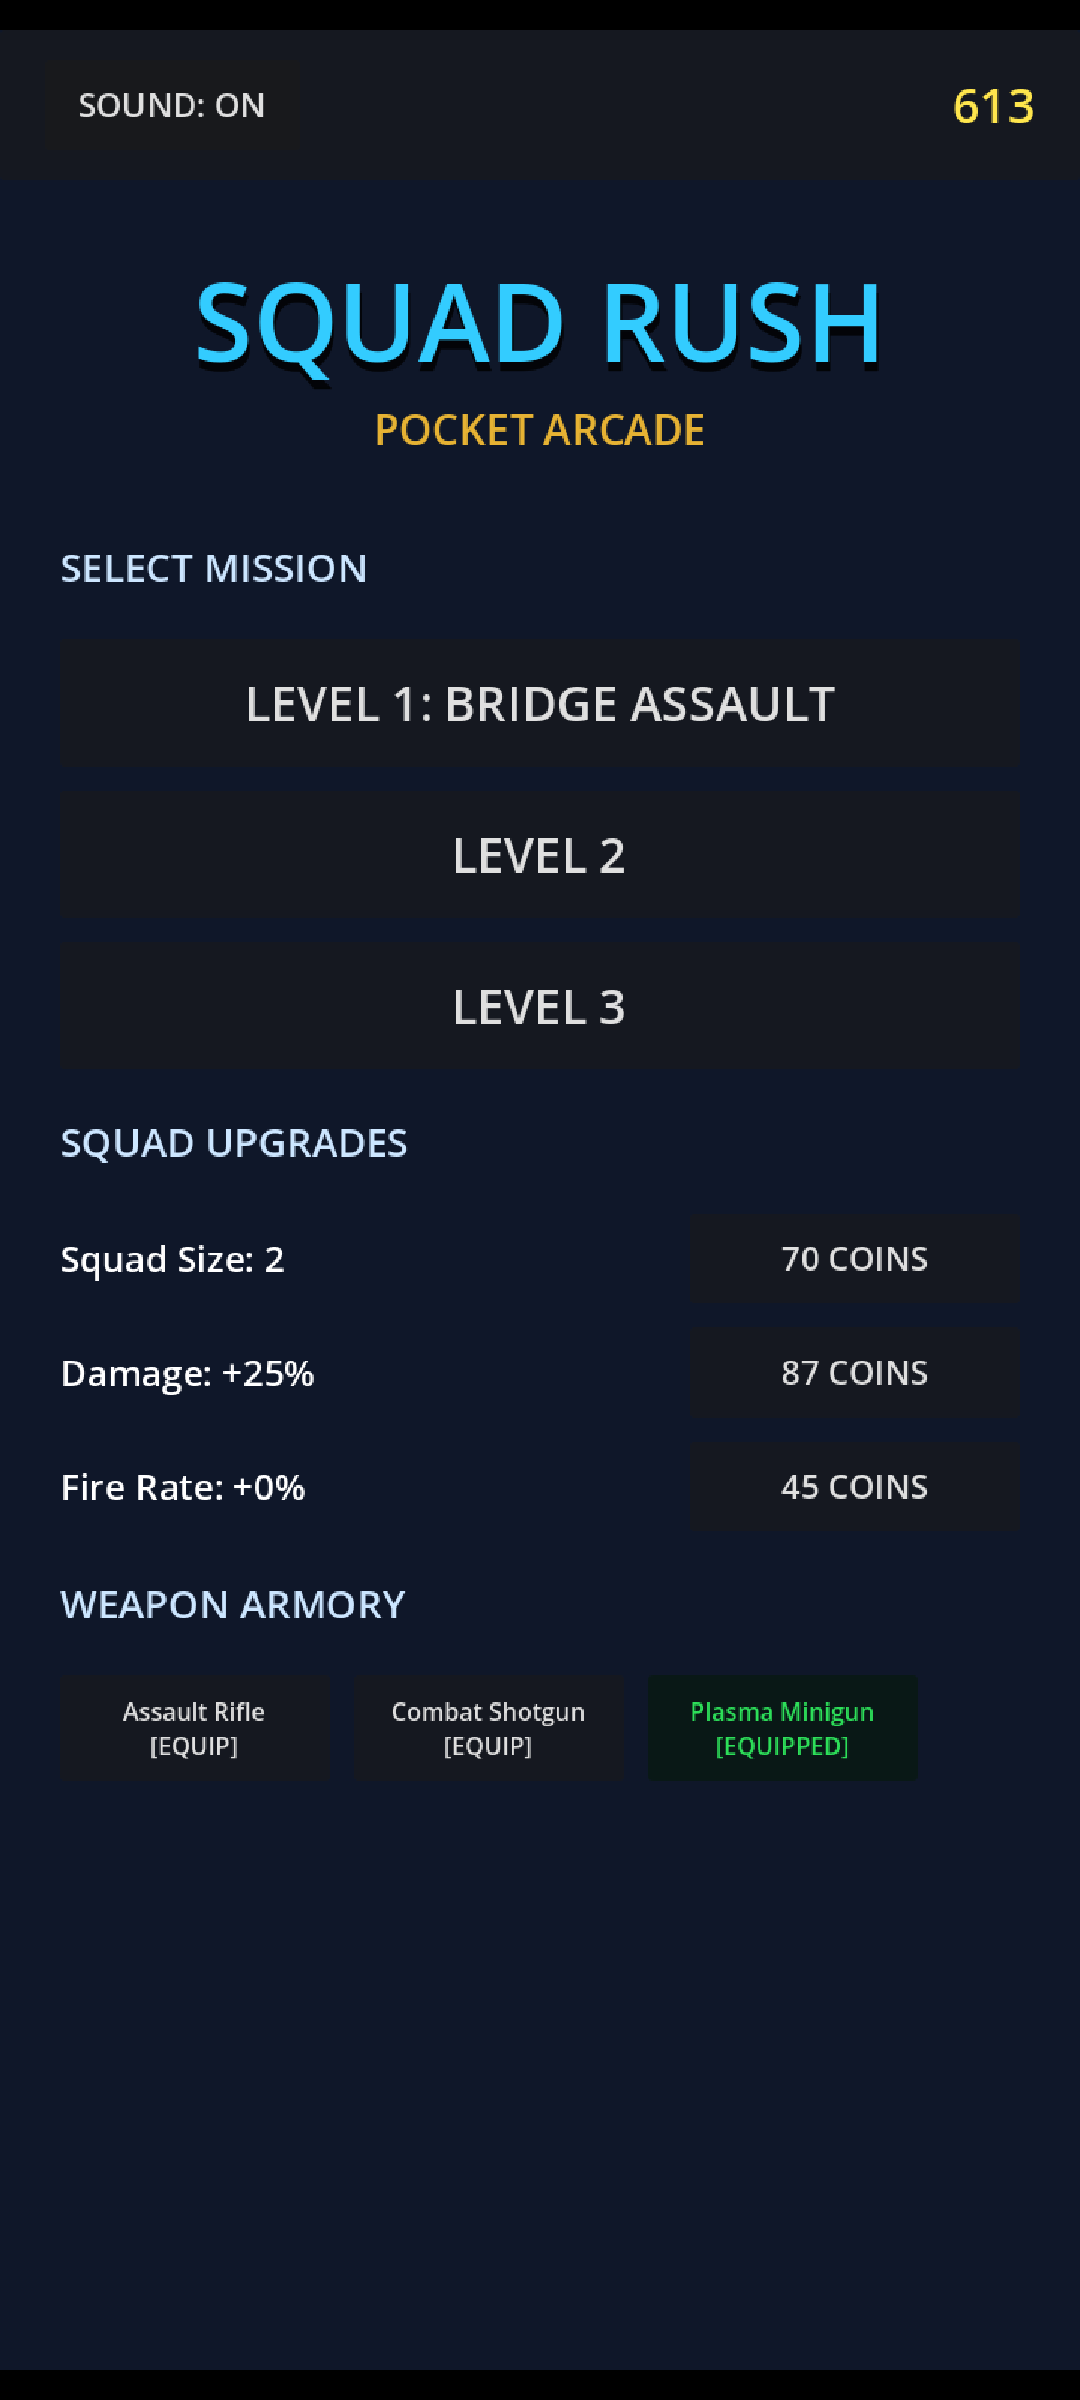 SOUND: ON
613
SQUAD RUSH
POCKET ARCADE
SELECT MISSION
LEVEL 1: BRIDGE ASSAULT
LEVEL 2
LEVEL 3
SQUAD UPGRADES
Squad Size: 2
70 COINS
Damage: +25%
87 COINS
Fire Rate: +0%
45 COINS
WEAPON ARMORY
Assault Rifle
[EQUIP]
Combat Shotgun
[EQUIP]
Plasma Minigun
[EQUIPPED]